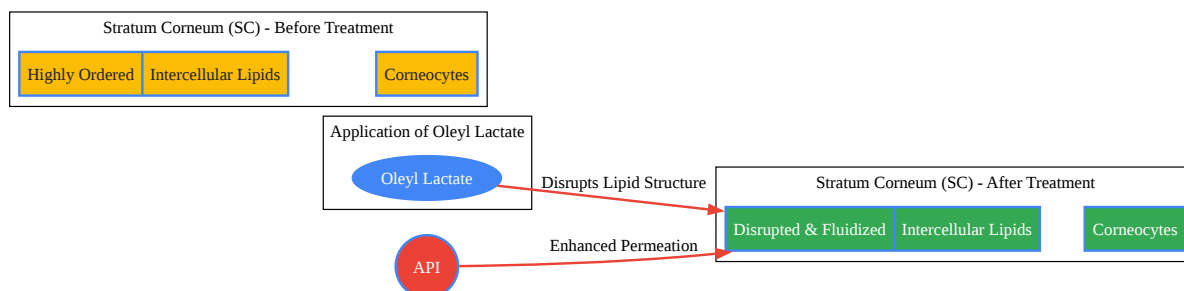 Stratum Corneum (SC) - Before Treatment
Highly Ordered Intercellular Lipids Corneocytes
Application of Oleyl Lactate
Oleyl Lactate
Disrupts Lipid Structure
Stratum Corneum (SC) - After Treatment
Disrupted & Fluidized Intercellular Lipids Corneocytes
Enhanced Permeation
API